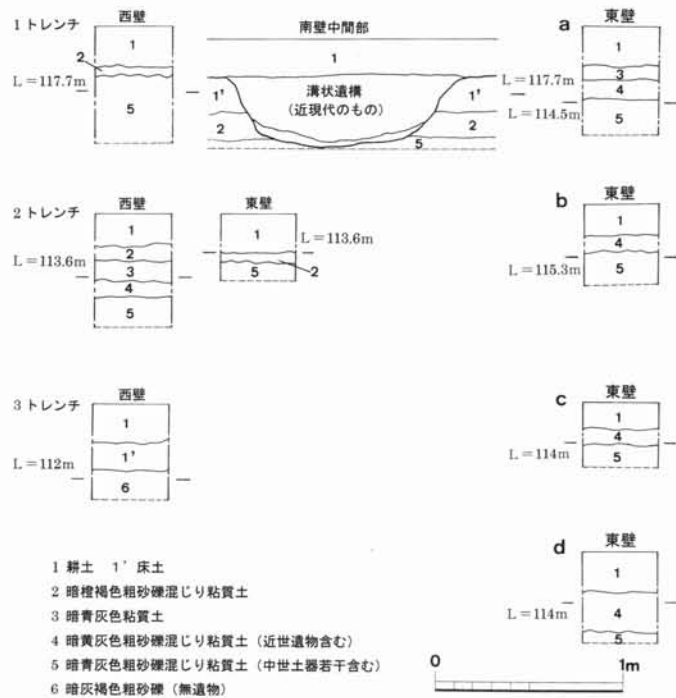 1 トレンチ
西壁
1
2
L＝117.7m
5
南壁中間部
1
溝状遺構
(近現代のもの)
1'
1'
2
2
5
a
東壁
1
L＝117.7m
3
4
L＝114.5m
5
2 トレンチ
西壁
1
2
L＝113.6m
3
4
5
東壁
1
L＝113.6m
5
2
b
東壁
1
4
5
L＝115.3m
3 トレンチ
西壁
1
1'
L＝112m
6
c
東壁
1
4
L＝114m
5
d
東壁
1
L＝114m
4
5
1 耕土 1' 床土
2 暗橙褐色粗砂礫混じり粘質土
3 暗青灰色粘質土
4 暗黄灰色粗砂礫混じり粘質土（近世遺物含む）
5 暗青灰色粗砂礫混じり粘質土（中世土器若干含む）
6 暗灰褐色粗砂礫（無遺物）
0
1m